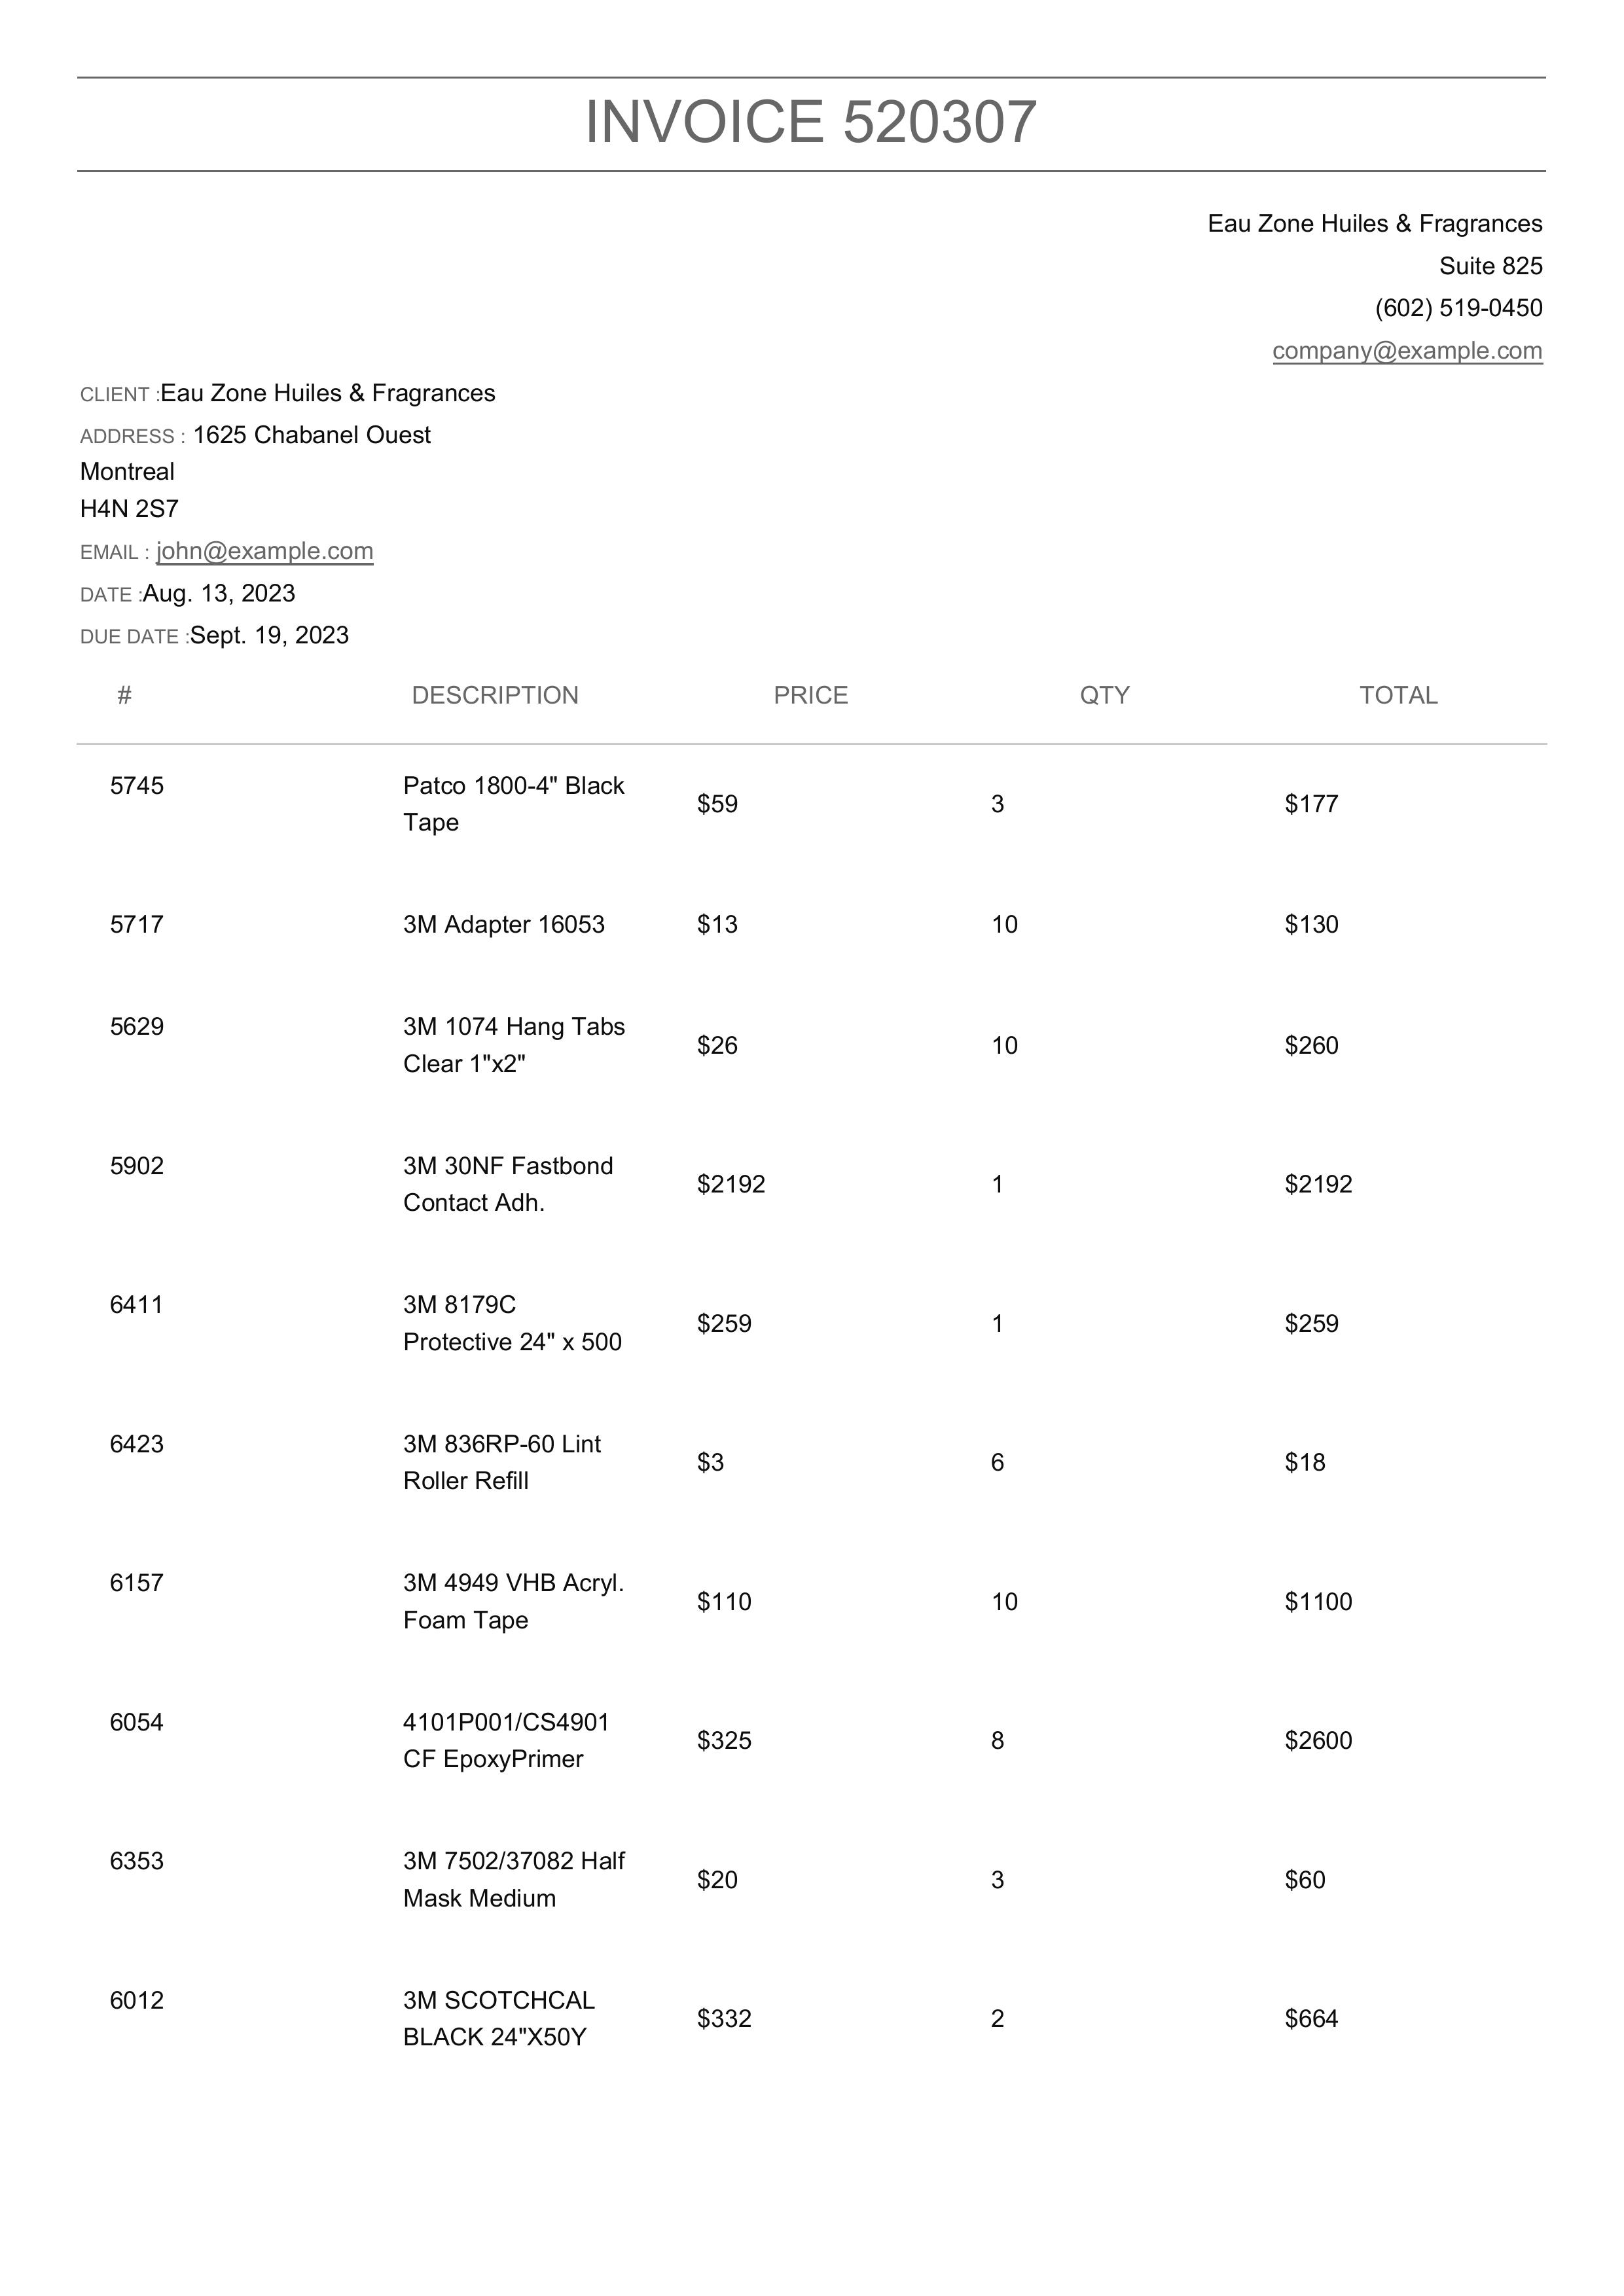 INVOICE 520307
Eau Zone Huiles & Fragrances
Suite 825
(602) 519-0450
company@example.com
CLIENT :Eau Zone Huiles & Fragrances
ADDRESS : 1625 Chabanel Ouest
Montreal
H4N 2S7
EMAIL : john@example.com
DATE :Aug. 13, 2023
DUE DATE :Sept. 19, 2023
# DESCRIPTION PRICE QTY TOTAL
5745 Patco 1800-4" Black
Tape $59 3 $177
5717 3M Adapter 16053 $13 10 $130
5629 3M 1074 Hang Tabs
Clear 1"x2" $26 10 $260
5902 3M 30NF Fastbond
Contact Adh. $2192 1 $2192
6411 3M 8179C
Protective 24" x 500 $259 1 $259
6423 3M 836RP-60 Lint
Roller Refill $3 6 $18
6157 3M 4949 VHB Acryl.
Foam Tape $110 10 $1100
6054 4101P001/CS4901
CF EpoxyPrimer $325 8 $2600
6353 3M 7502/37082 Half
Mask Medium $20 3 $60
6012 3M SCOTCHCAL
BLACK 24"X50Y $332 2 $664